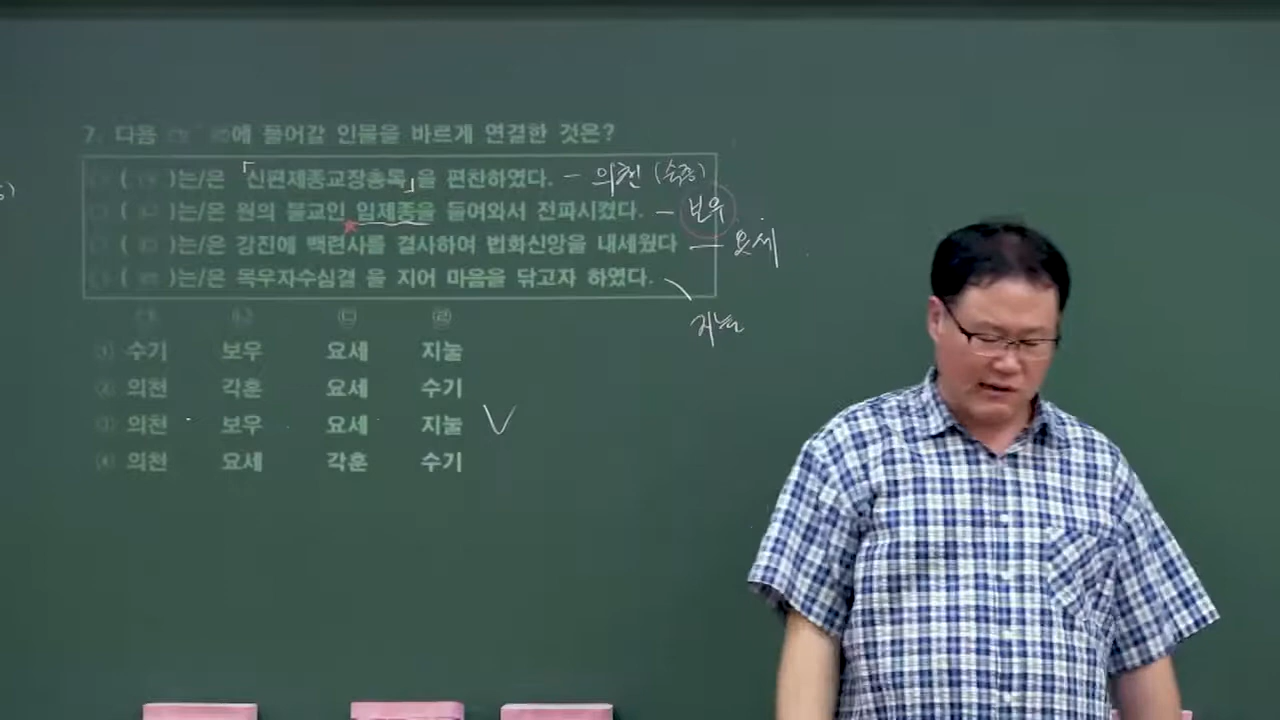 7. 다음 에 들어갈 인물을 바르게 연결한 것은?
( )는/은 「신편제종교장총록」을 편찬하였다. - 의천 (숙종)
( )는/은 원의 불교인 임제종을 들여와서 전파시켰다. - 보우
( )는/은 강진에 백련사를 결사하여 법화신앙을 내세웠다 - 요세
( )는/은 목우자수심결 을 지어 마음을 닦고자 하였다.
지눌
㉠ ㉡ ㉢ ㉣
① 수기 보우 요세 지눌
② 의천 각훈 요세 수기
③ 의천 보우 요세 지눌 V
④ 의천 요세 각훈 수기